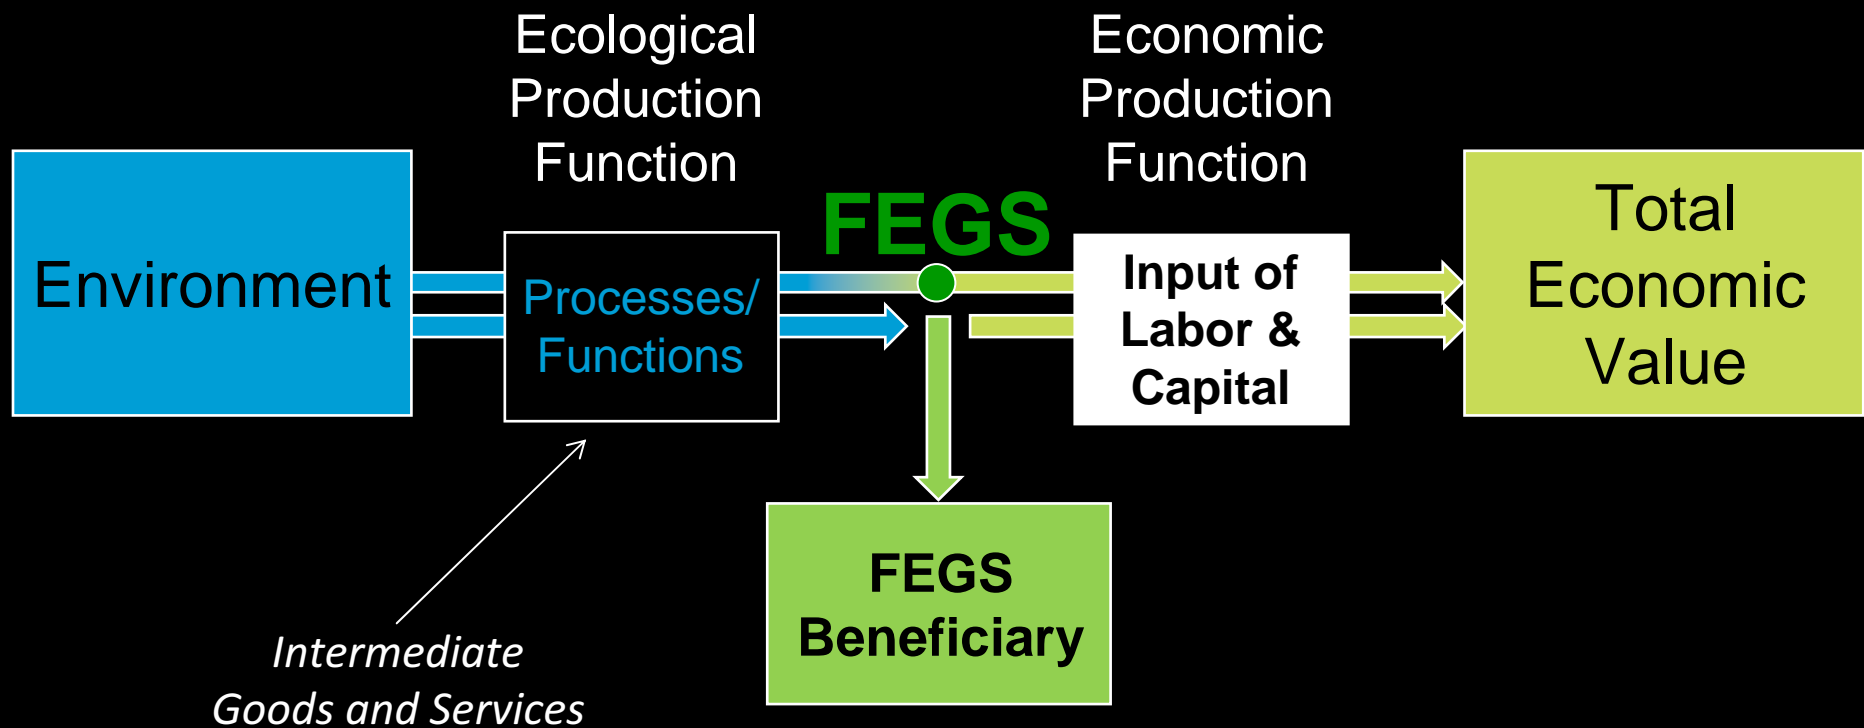 Ecological
Production
Function
Economic
Production
Function
Environment
Processes/
Functions
FEGS
Input of
Labor &
Capital
Total
Economic
Value
FEGS
Beneficiary
Intermediate
Goods and Services